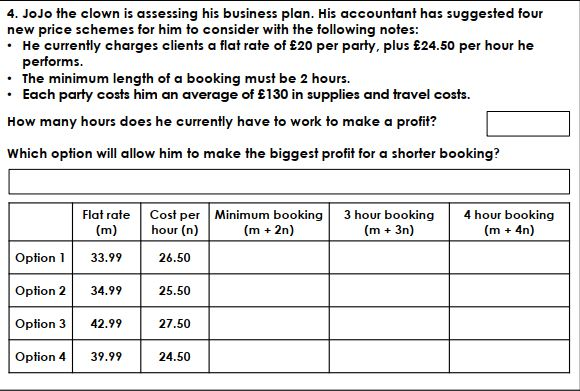 4. JoJo the clown is assessing his business plan. His accountant has suggested four
new price schemes for him to consider with the following notes:
• He currently charges clients a flat rate of £20 per party, plus £24.50 per hour he
performs.
• The minimum length of a booking must be 2 hours.
• Each party costs him an average of £130 in supplies and travel costs.
How many hours does he currently have to work to make a profit?
Which option will allow him to make the biggest profit for a shorter booking?
Flat rate (m) Cost per hour (n) Minimum booking (m + 2n) 3 hour booking (m + 3n) 4 hour booking (m + 4n)
Option 1 33.99 26.50
Option 2 34.99 25.50
Option 3 42.99 27.50
Option 4 39.99 24.50